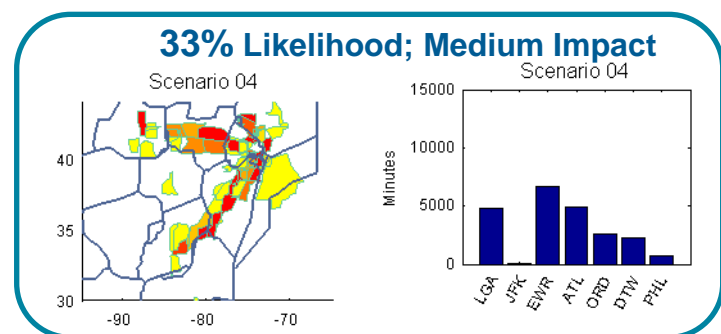 33% Likelihood; Medium Impact
Scenario 04
40
35
30
-90
-80
-70
Scenario 04
15000
10000
5000
0
Minutes
LGA
JFK
EWR
ATL
ORD
DTW
PHL